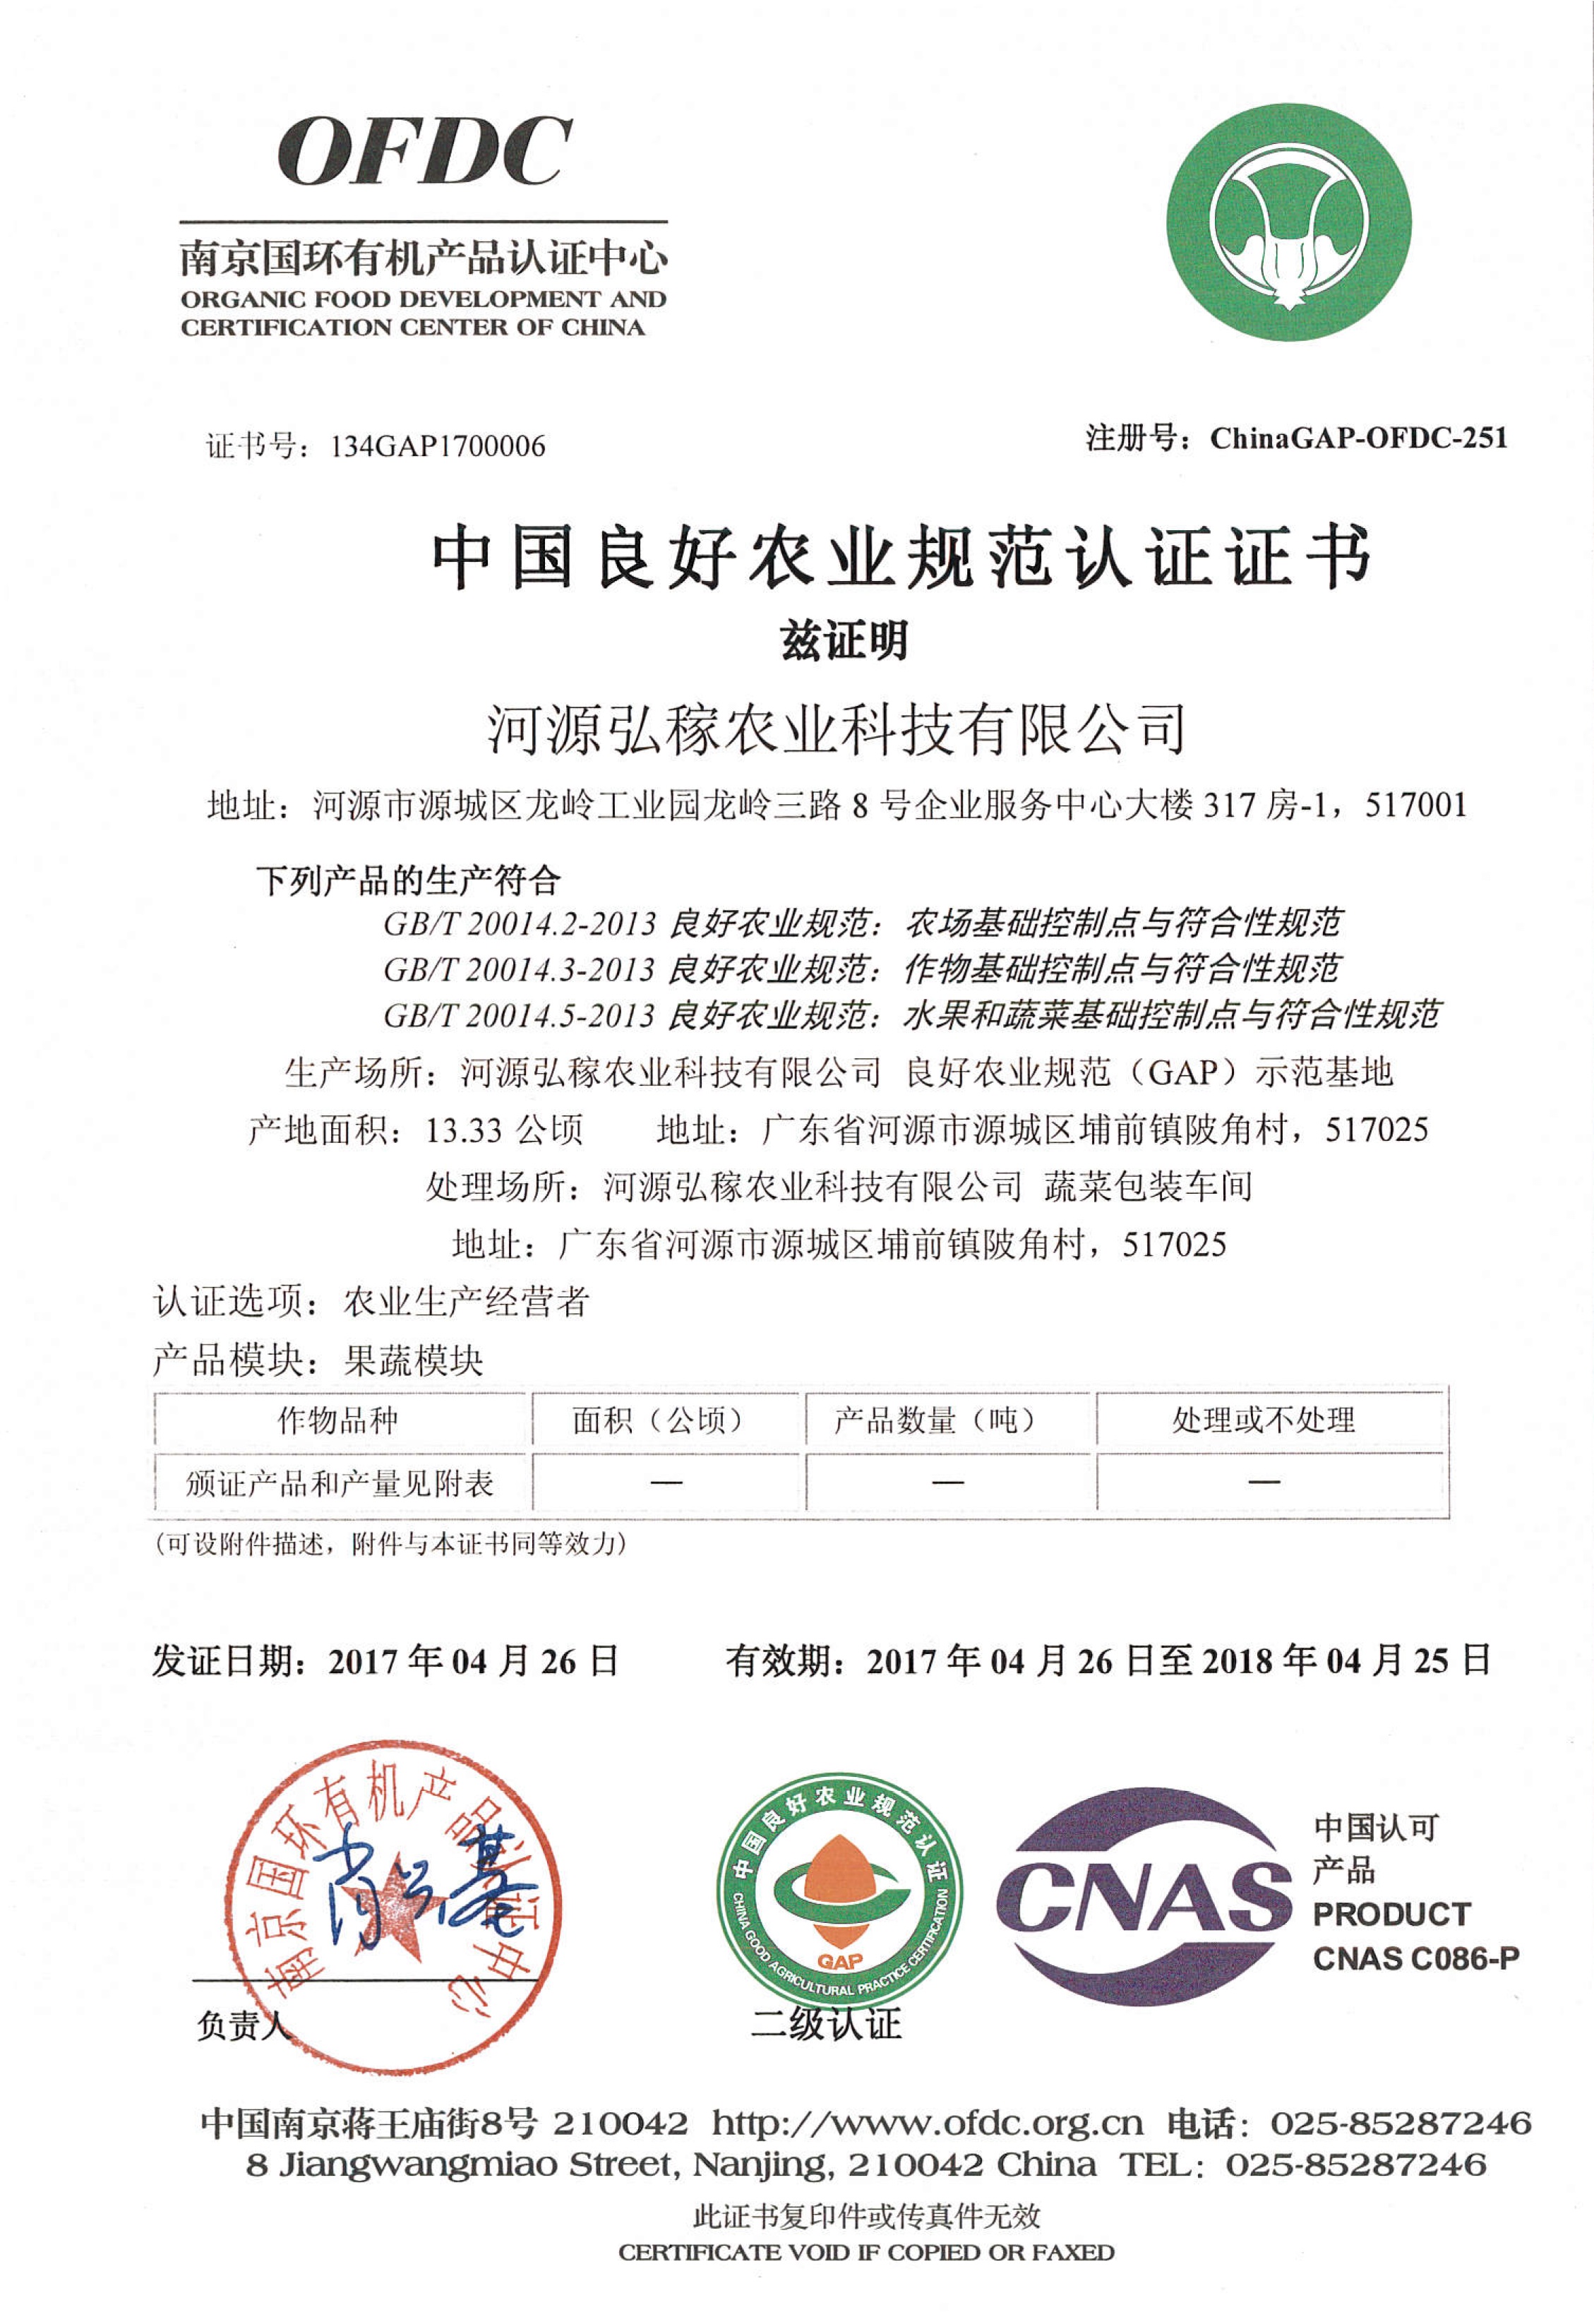 OFDC
南京国环有机产品认证中心
ORGANIC FOOD DEVELOPMENT AND
CERTIFICATION CENTER OF CHINA
证书号：134GAP1700006
注册号：ChinaGAP-OFDC-251
中国良好农业规范认证证书
兹证明
河源弘稼农业科技有限公司
地址：河源市源城区龙岭工业园龙岭三路 8 号企业服务中心大楼 317 房-1，517001
下列产品的生产符合
GB/T 20014.2-2013 良好农业规范：农场基础控制点与符合性规范
GB/T 20014.3-2013 良好农业规范：作物基础控制点与符合性规范
GB/T 20014.5-2013 良好农业规范：水果和蔬菜基础控制点与符合性规范
生产场所：河源弘稼农业科技有限公司 良好农业规范（GAP）示范基地
产地面积：13.33 公顷 地址：广东省河源市源城区埔前镇陂角村，517025
处理场所：河源弘稼农业科技有限公司 蔬菜包装车间
地址：广东省河源市源城区埔前镇陂角村，517025
认证选项：农业生产经营者
产品模块：果蔬模块
作物品种 面积（公顷） 产品数量（吨） 处理或不处理
颁证产品和产量见附表 — — —
(可设附件描述，附件与本证书同等效力)
发证日期：2017 年 04 月 26 日 有效期：2017 年 04 月 26 日至 2018 年 04 月 25 日
南京国环有机产品认证中心
负责人
中国良好农业规范认证
GAP
CHINA GOOD AGRICULTURAL PRACTICE CERTIFICATION
二级认证
CNAS
中国认可
产品
PRODUCT
CNAS C086-P
中国南京蒋王庙街8号 210042 http://www.ofdc.org.cn 电话：025-85287246
8 Jiangwangmiao Street, Nanjing, 210042 China TEL：025-85287246
此证书复印件或传真件无效
CERTIFICATE VOID IF COPIED OR FAXED